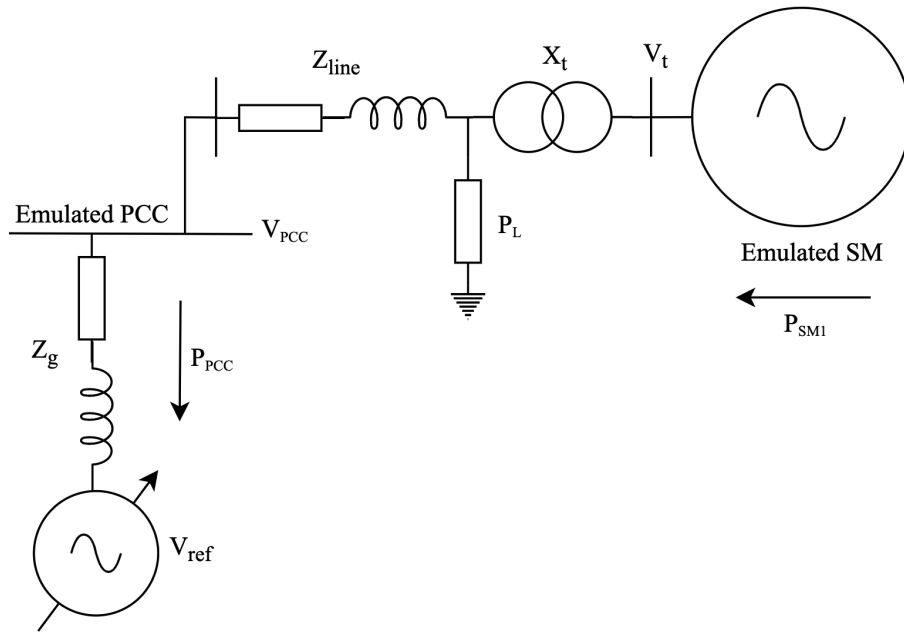 Z_line
X_t
V_t
Emulated PCC
V_PCC
P_L
Emulated SM
P_SM1
Z_g
P_PCC
V_ref